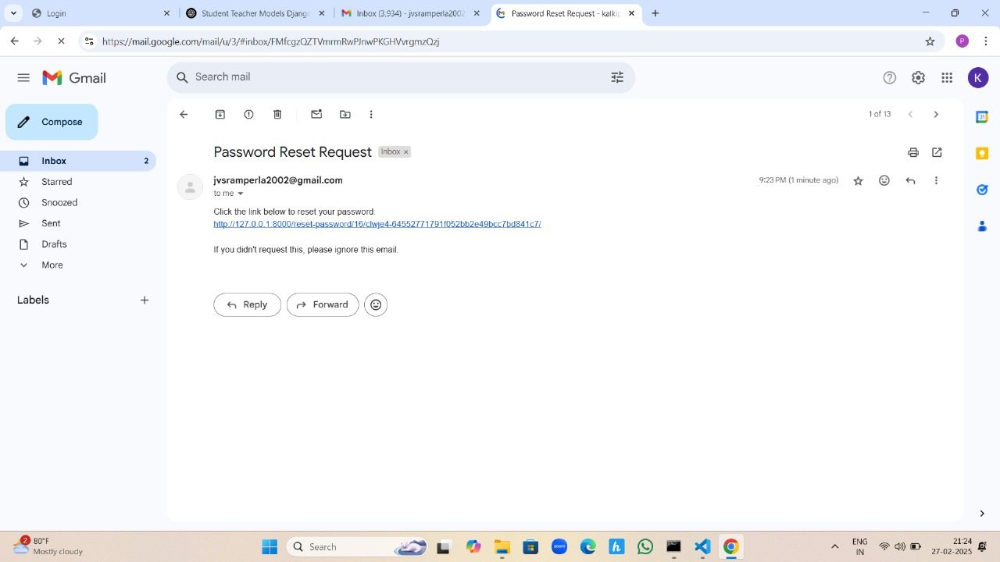 Login
Student Teacher Models Djang
Inbox (3,934) - jvsramperla2002
Password Reset Request - kalki
https://mail.google.com/mail/u/3/#inbox/FMfcgzQZTVmrmRwPJnwPKGHVvrqmzQzj
P
Gmail
Search mail
K
Compose
1 of 13
31
Inbox 2
Starred
Snoozed
Sent
Drafts
More
Labels
Password Reset Request Inbox ×
jvsramperla2002@gmail.com 9:23 PM (1 minute ago)
to me
Click the link below to reset your password:
http://127.0.0.1:8000/reset-password/16/clwje4-64552771791f052bb2e49bcc7bd841c7/
If you didn't request this, please ignore this email.
Reply Forward
2
80°F
Mostly cloudy
Search
zoom
h
ENG
IN
21:24
27-02-2025